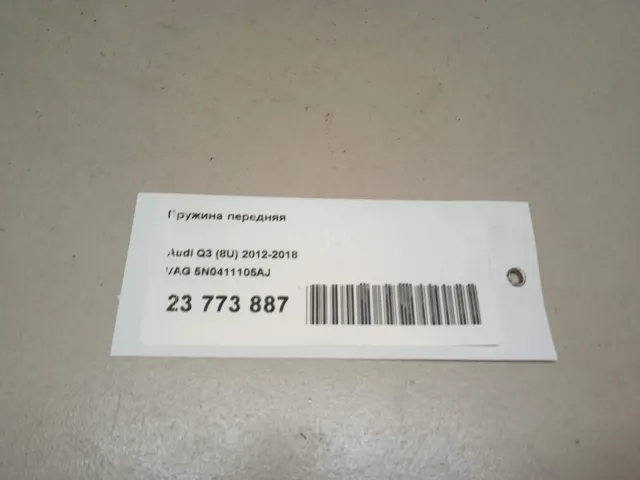 Пружина передняя
Audi Q3 (8U) 2012-2018
VAG 5N0411105AJ
23 773 887